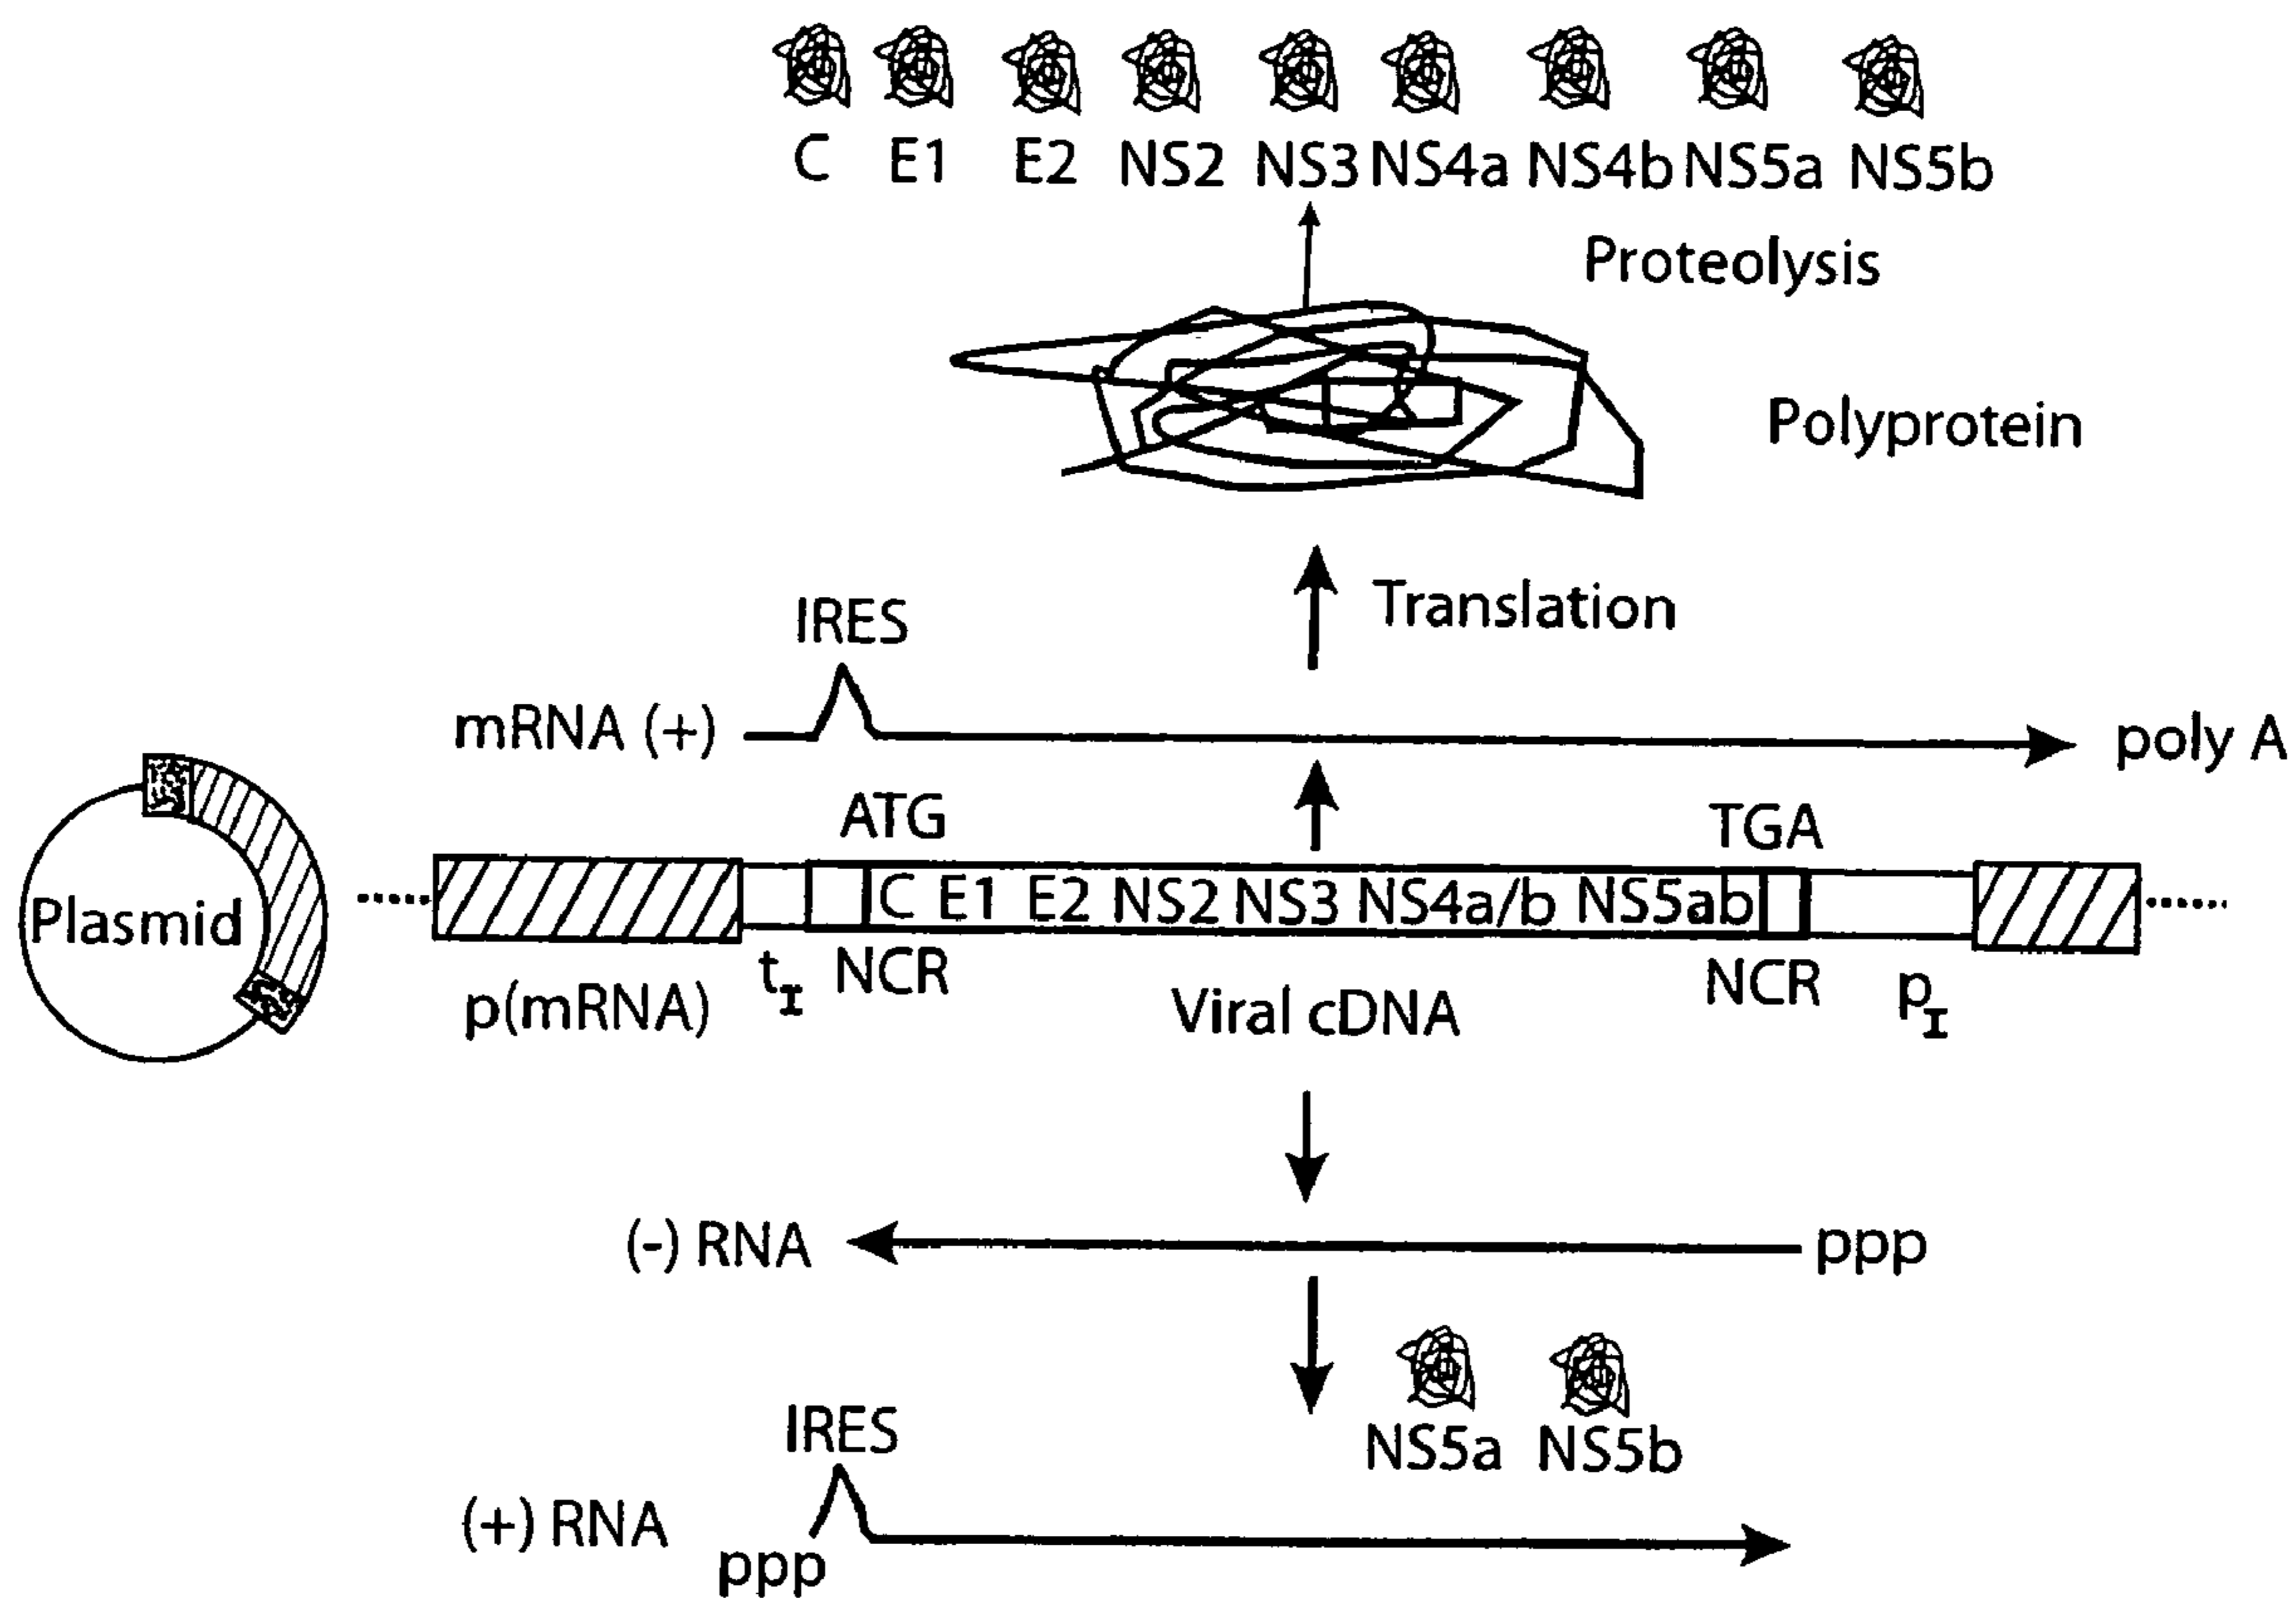 C E1 E2 NS2 NS3 NS4a NS4b NS5a NS5b
Proteolysis
Polyprotein
Translation
IRES
mRNA (+)
poly A
ATG
TGA
Plasmid
C E1 E2 NS2 NS3 NS4a/b NS5ab
p(mRNA)
tI
NCR
Viral cDNA
NCR
pI
(-) RNA
ppp
NS5a NS5b
IRES
(+) RNA
ppp